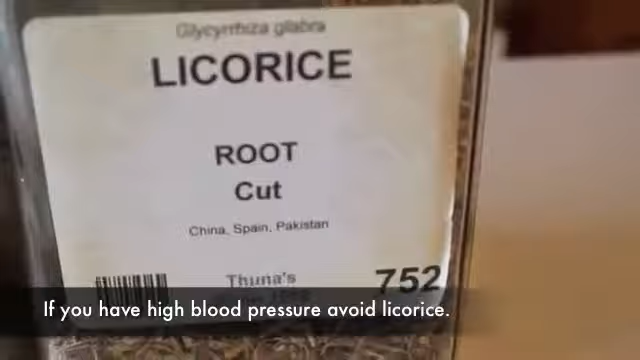 Glycyrrhiza glabra
LICORICE
ROOT
Cut
China, Spain, Pakistan
Thuna's
752
If you have high blood pressure avoid licorice.